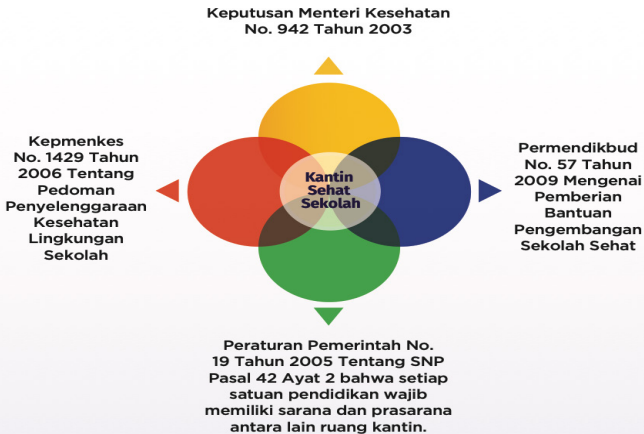 Keputusan Menteri Kesehatan
No. 942 Tahun 2003
Kepmenkes
No. 1429 Tahun
2006 Tentang
Pedoman
Penyelenggaraan
Kesehatan
Lingkungan
Sekolah
Kantin
Sehat
Sekolah
Permendikbud
No. 57 Tahun
2009 Mengenai
Pemberian
Bantuan
Pengembangan
Sekolah Sehat
Peraturan Pemerintah No.
19 Tahun 2005 Tentang SNP
Pasal 42 Ayat 2 bahwa setiap
satuan pendidikan wajib
memiliki sarana dan prasarana
antara lain ruang kantin.